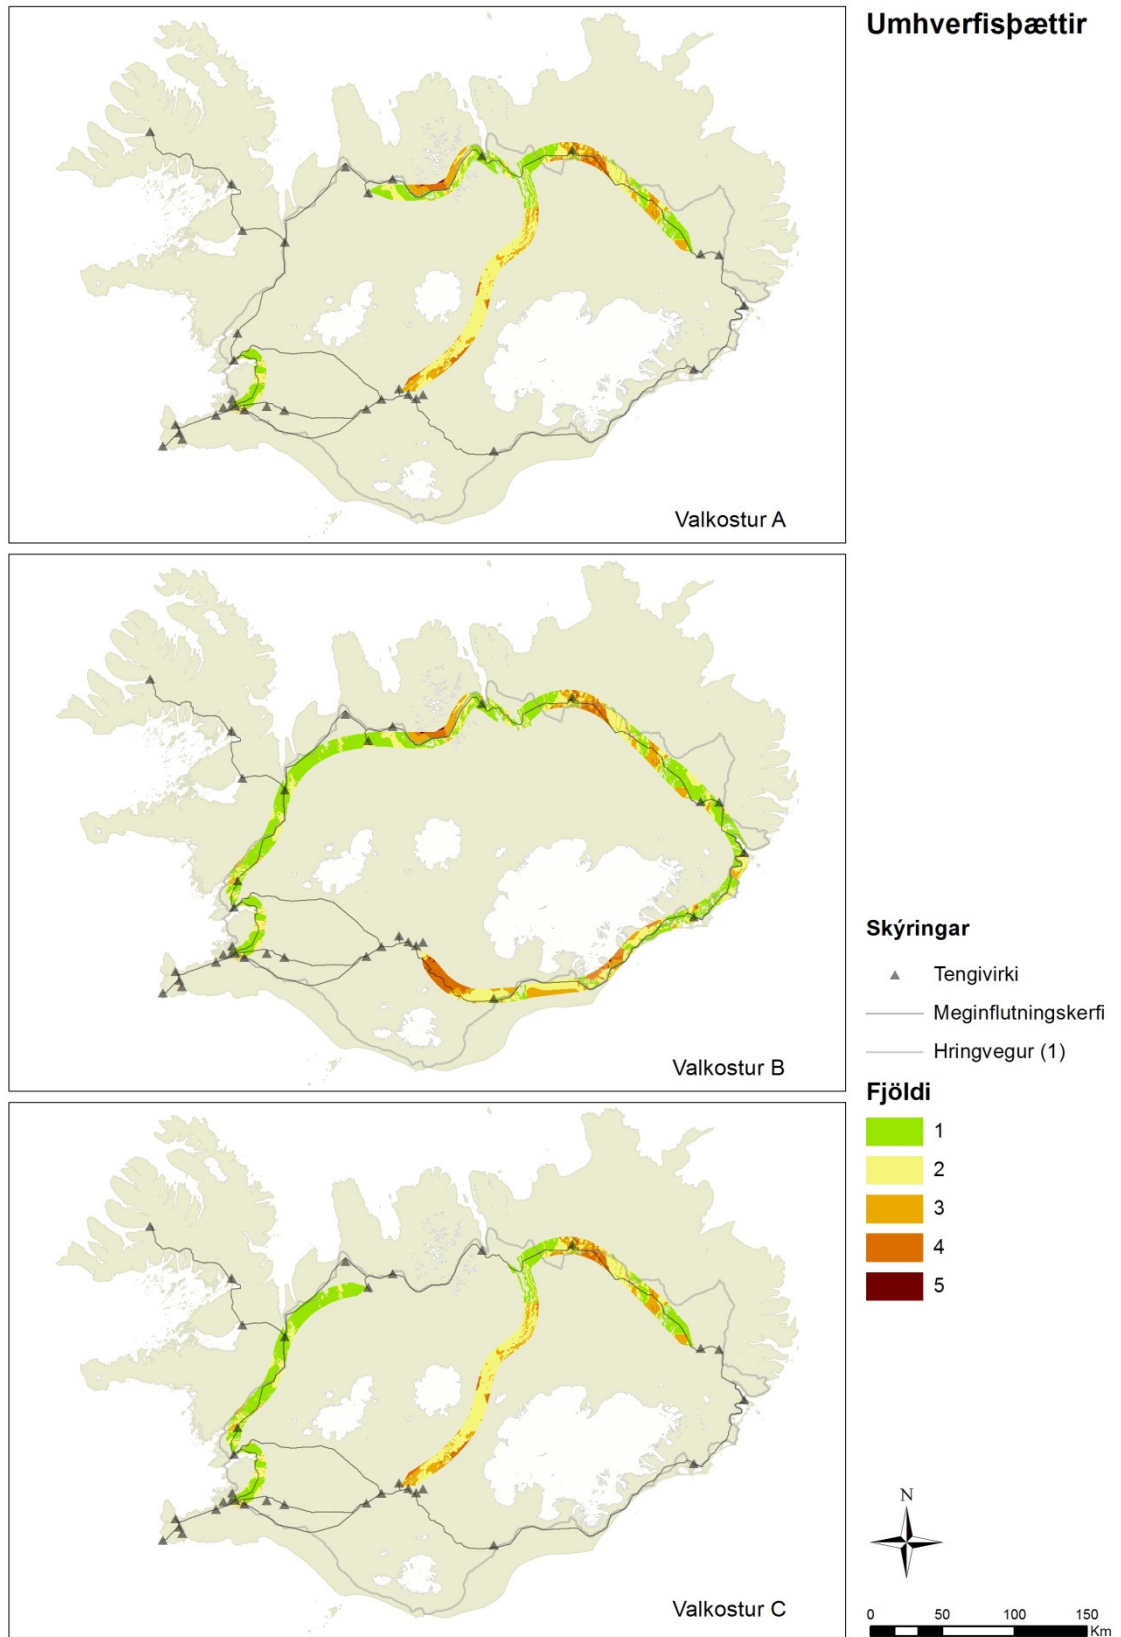 Umhverfisþættir
Valkostur A
Valkostur B
Valkostur C
Skýringar
Tengivirki
Meginflutningskerfi
Hringvegur (1)
Fjöldi
1
2
3
4
5
N
0 50 100 150
Km